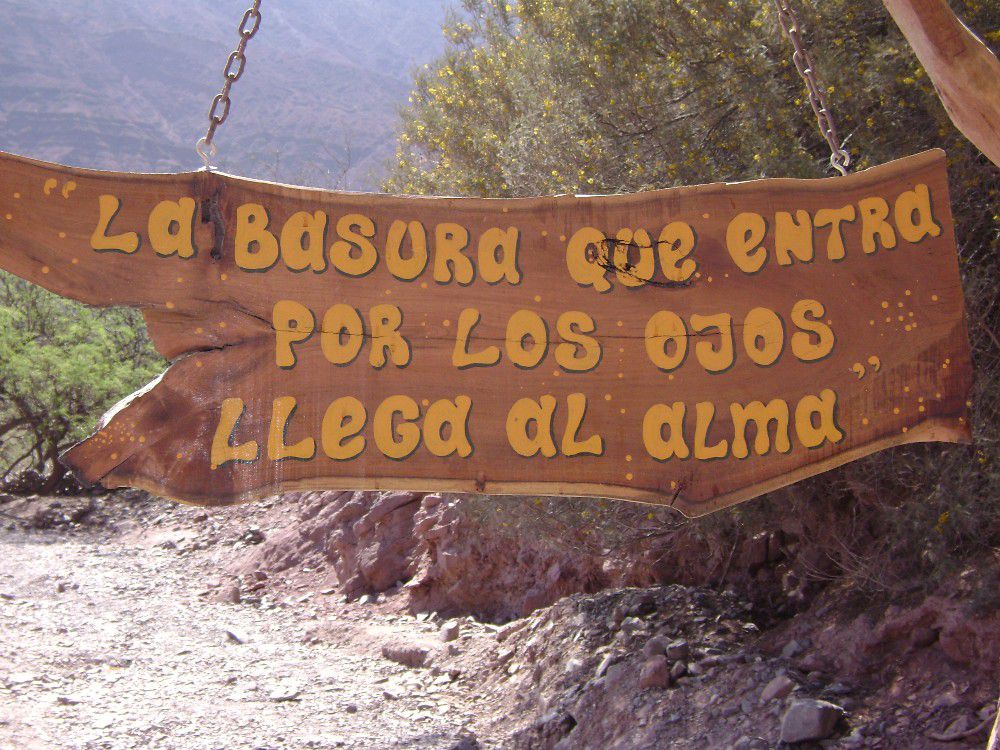 “La BASURA QUE ENTRA
POR LOS OJOS
LLEGA AL ALMA”